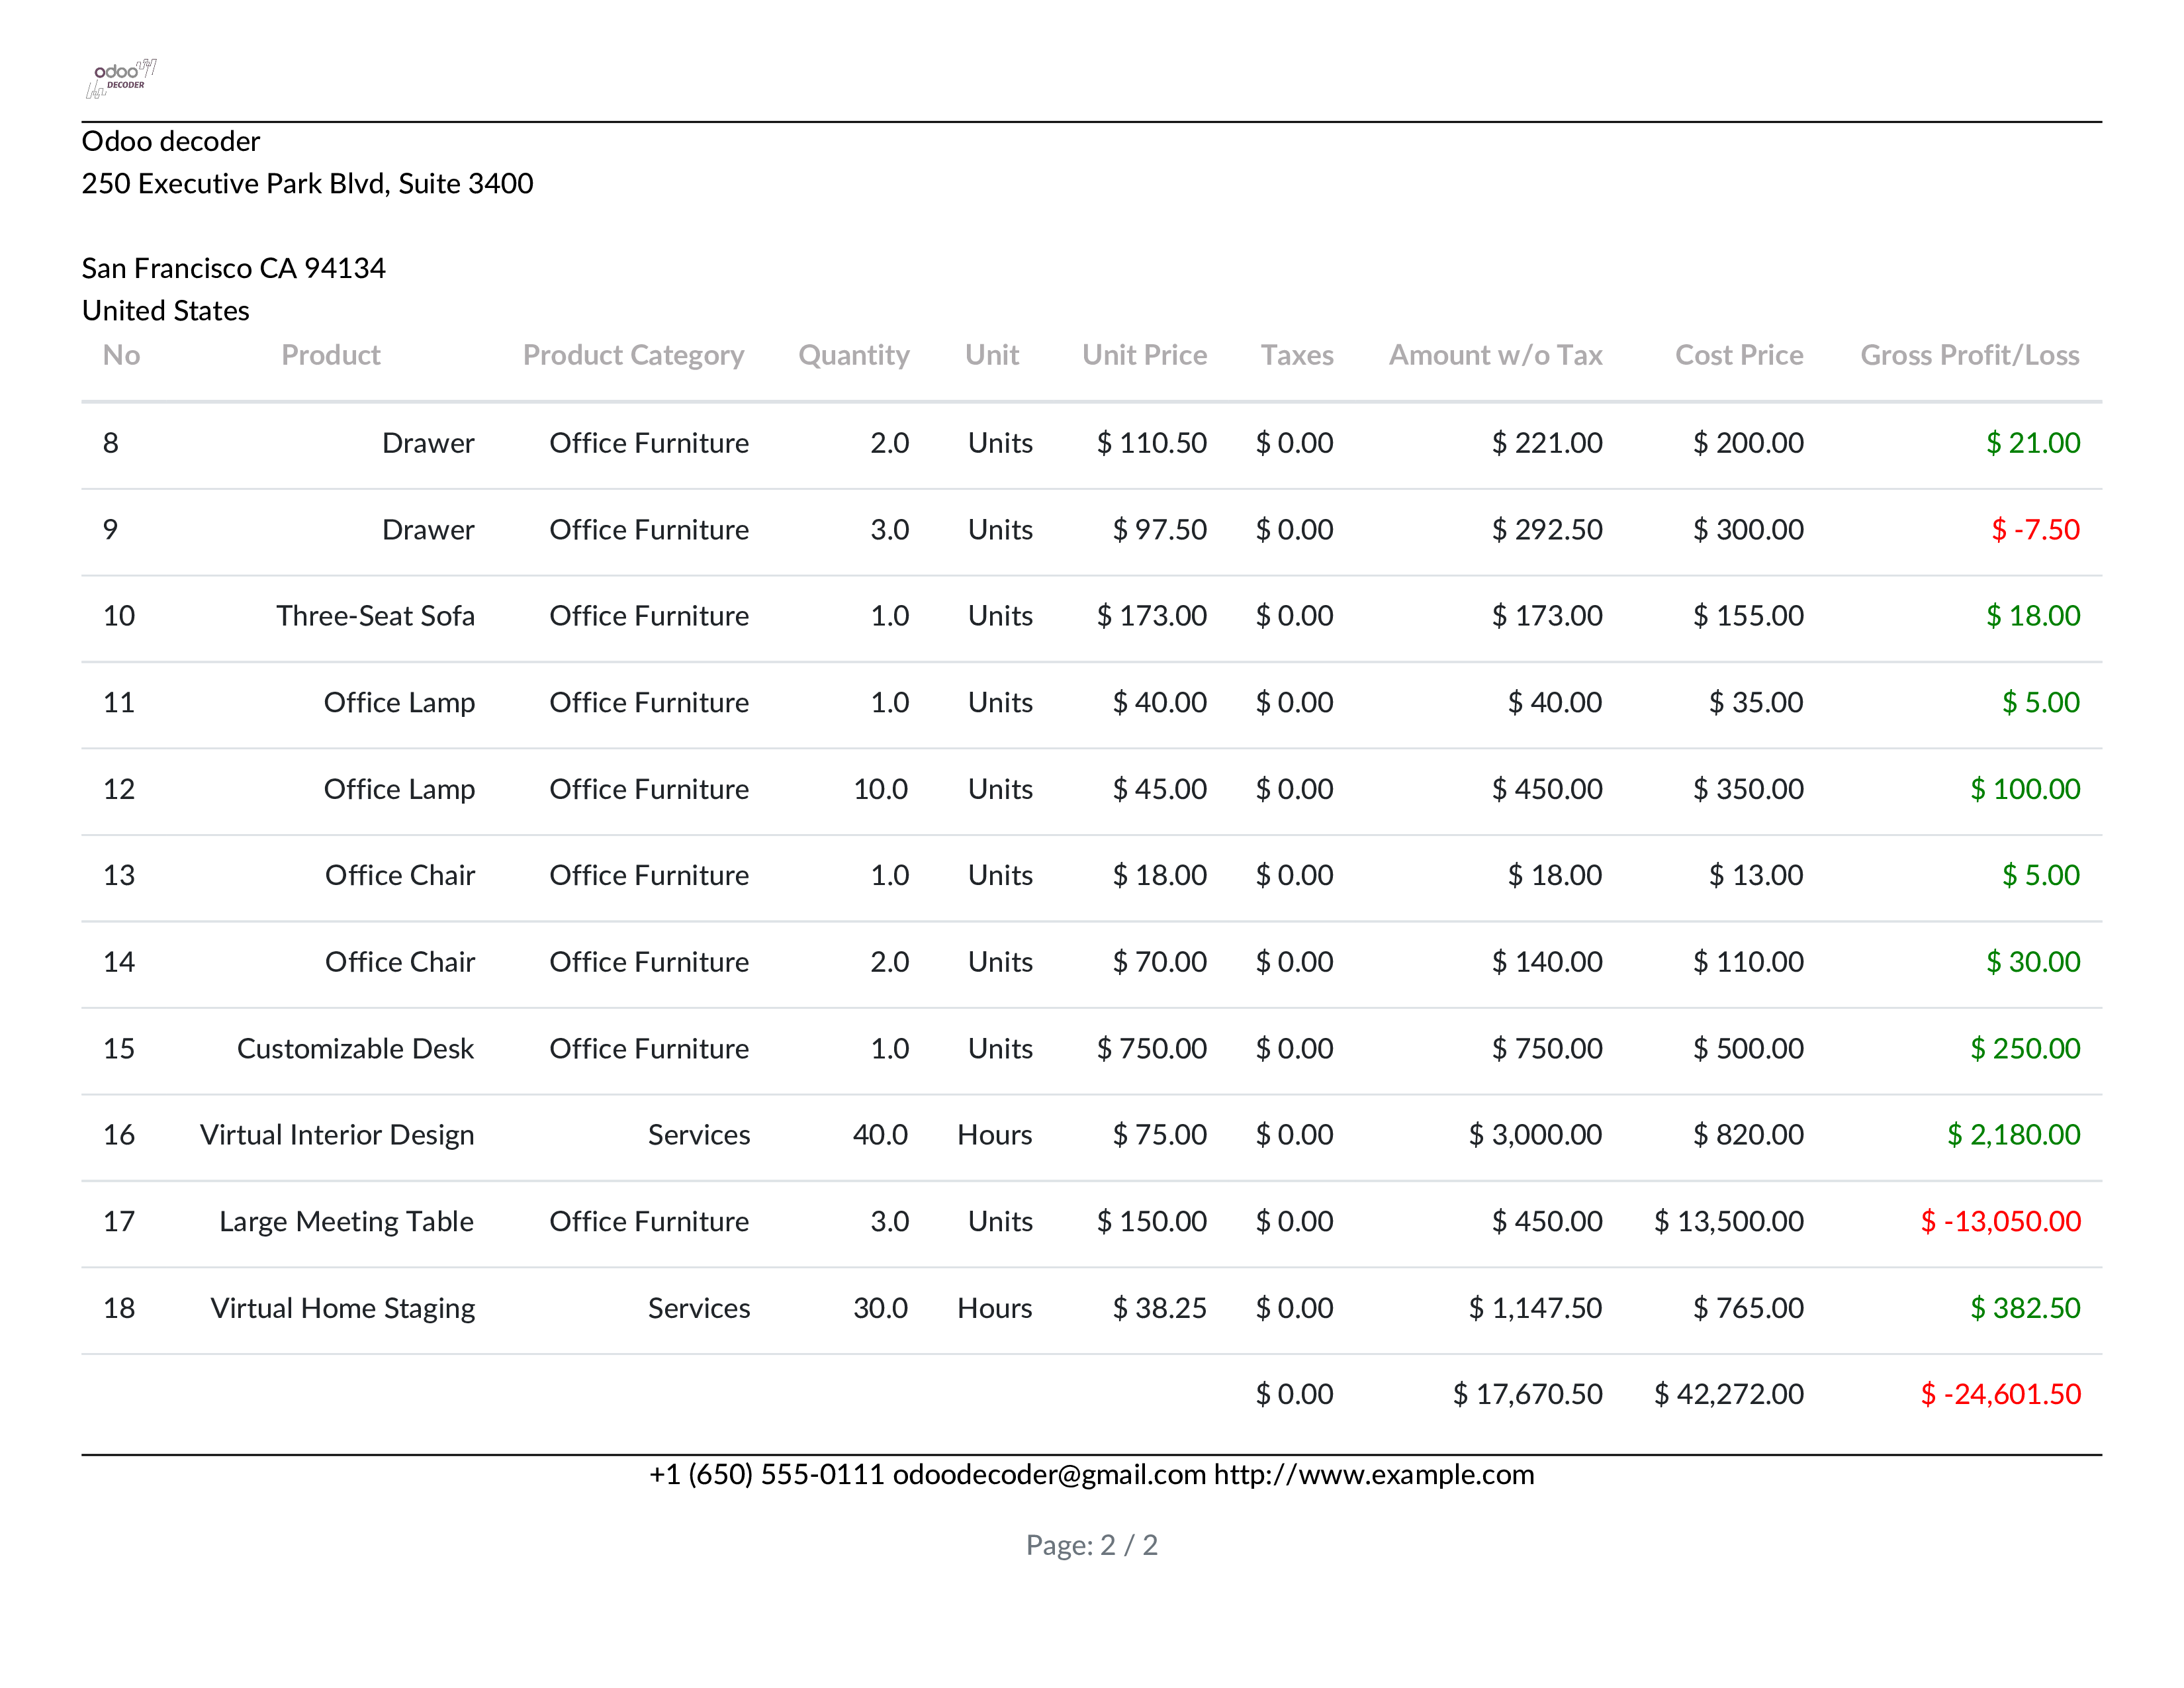 odoo
DECODER
Odoo decoder
250 Executive Park Blvd, Suite 3400
San Francisco CA 94134
United States
No Product Product Category Quantity Unit Unit Price Taxes Amount w/o Tax Cost Price Gross Profit/Loss
8 Drawer Office Furniture 2.0 Units $ 110.50 $ 0.00 $ 221.00 $ 200.00 $ 21.00
9 Drawer Office Furniture 3.0 Units $ 97.50 $ 0.00 $ 292.50 $ 300.00 $ -7.50
10 Three-Seat Sofa Office Furniture 1.0 Units $ 173.00 $ 0.00 $ 173.00 $ 155.00 $ 18.00
11 Office Lamp Office Furniture 1.0 Units $ 40.00 $ 0.00 $ 40.00 $ 35.00 $ 5.00
12 Office Lamp Office Furniture 10.0 Units $ 45.00 $ 0.00 $ 450.00 $ 350.00 $ 100.00
13 Office Chair Office Furniture 1.0 Units $ 18.00 $ 0.00 $ 18.00 $ 13.00 $ 5.00
14 Office Chair Office Furniture 2.0 Units $ 70.00 $ 0.00 $ 140.00 $ 110.00 $ 30.00
15 Customizable Desk Office Furniture 1.0 Units $ 750.00 $ 0.00 $ 750.00 $ 500.00 $ 250.00
16 Virtual Interior Design Services 40.0 Hours $ 75.00 $ 0.00 $ 3,000.00 $ 820.00 $ 2,180.00
17 Large Meeting Table Office Furniture 3.0 Units $ 150.00 $ 0.00 $ 450.00 $ 13,500.00 $ -13,050.00
18 Virtual Home Staging Services 30.0 Hours $ 38.25 $ 0.00 $ 1,147.50 $ 765.00 $ 382.50
$ 0.00 $ 17,670.50 $ 42,272.00 $ -24,601.50
+1 (650) 555-0111 odoodecoder@gmail.com http://www.example.com
Page: 2 / 2